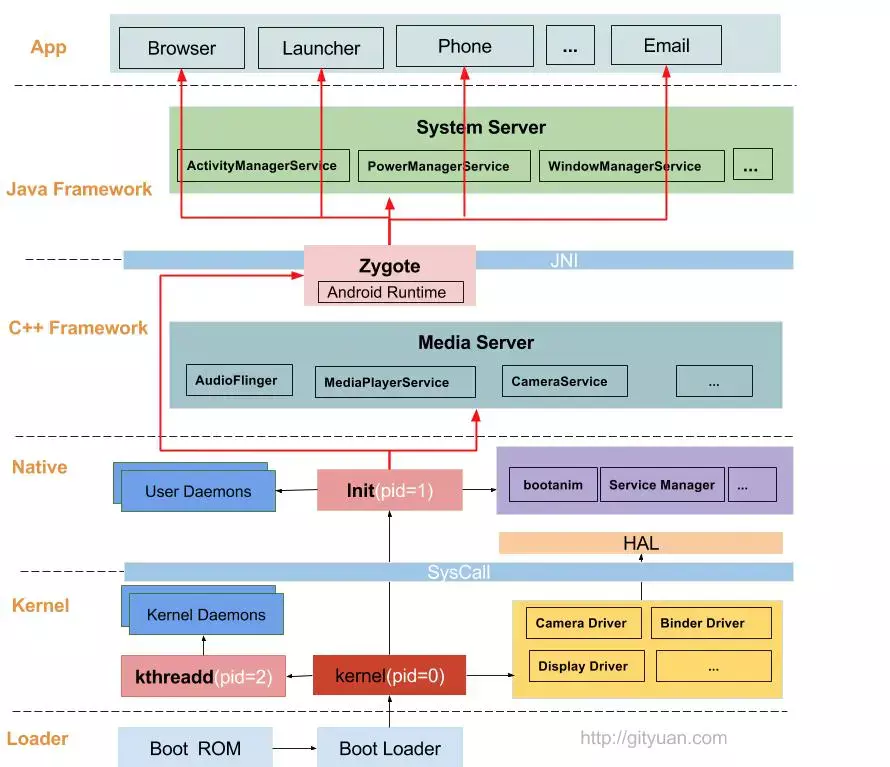 App
Browser
Launcher
Phone
...
Email
System Server
ActivityManagerService
PowerManagerService
WindowManagerService
...
Java Framework
JNI
Zygote
Android Runtime
C++ Framework
Media Server
AudioFlinger
MediaPlayerService
CameraService
...
Native
User Daemons
Init(pid=1)
bootanim
Service Manager
...
HAL
SysCall
Kernel
Kernel Daemons
Camera Driver
Binder Driver
Display Driver
...
kthreadd(pid=2)
kernel(pid=0)
Loader
Boot ROM
Boot Loader
http://gityuan.com